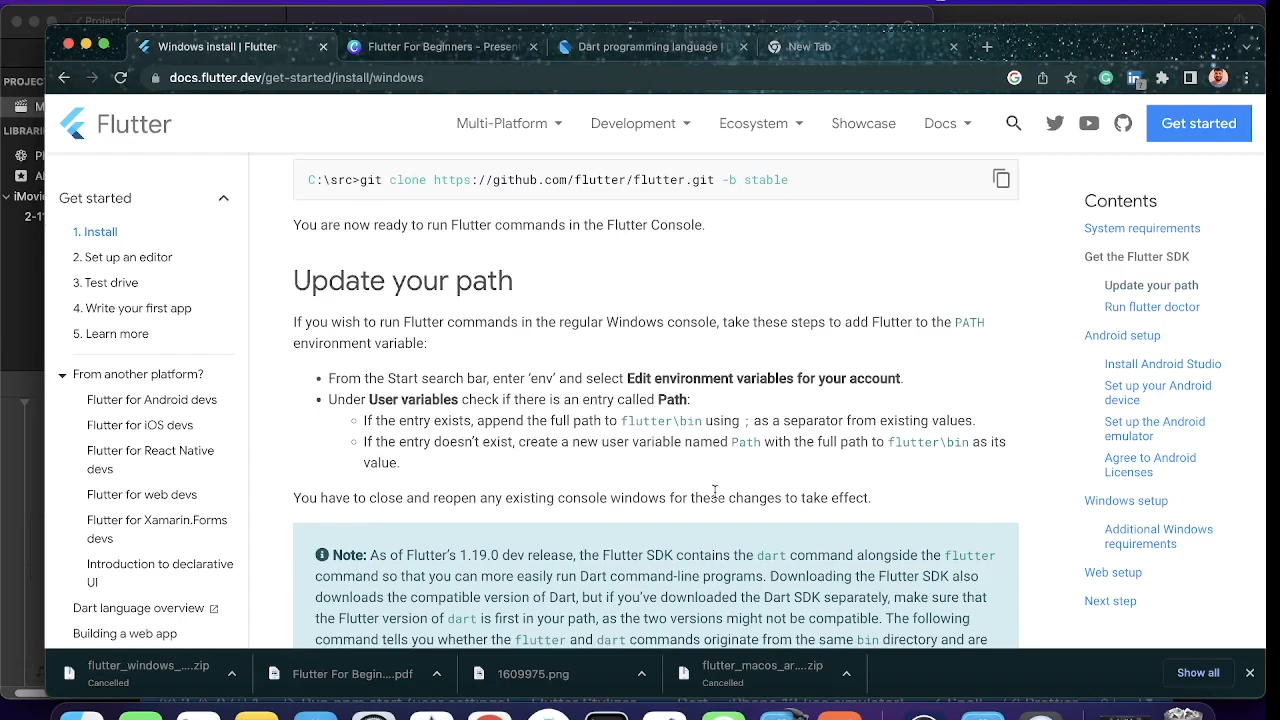 Windows install | Flutter
Flutter For Beginners - Present
Dart programming language |
New Tab
docs.flutter.dev/get-started/install/windows
PROJEC
LIBRARI
iMovi
2-11
Flutter
Multi-Platform
Development
Ecosystem
Showcase
Docs
Get started
Get started
1. Install
2. Set up an editor
3. Test drive
4. Write your first app
5. Learn more
From another platform?
Flutter for Android devs
Flutter for iOS devs
Flutter for React Native
devs
Flutter for web devs
Flutter for Xamarin.Forms
devs
Introduction to declarative
UI
Dart language overview
Building a web app
C:\src>git clone https://github.com/flutter/flutter.git -b stable
You are now ready to run Flutter commands in the Flutter Console.
Update your path
If you wish to run Flutter commands in the regular Windows console, take these steps to add Flutter to the PATH
environment variable:
• From the Start search bar, enter ‘env’ and select Edit environment variables for your account.
• Under User variables check if there is an entry called Path:
◦ If the entry exists, append the full path to flutter\bin using ; as a separator from existing values.
◦ If the entry doesn’t exist, create a new user variable named Path with the full path to flutter\bin as its
value.
You have to close and reopen any existing console windows for these changes to take effect.
Note: As of Flutter’s 1.19.0 dev release, the Flutter SDK contains the dart command alongside the flutter
command so that you can more easily run Dart command-line programs. Downloading the Flutter SDK also
downloads the compatible version of Dart, but if you’ve downloaded the Dart SDK separately, make sure that
the Flutter version of dart is first in your path, as the two versions might not be compatible. The following
command tells you whether the flutter and dart commands originate from the same bin directory and are
Contents
System requirements
Get the Flutter SDK
Update your path
Run flutter doctor
Android setup
Install Android Studio
Set up your Android
device
Set up the Android
emulator
Agree to Android
Licenses
Windows setup
Additional Windows
requirements
Web setup
Next step
flutter_windows_....zip
Cancelled
Flutter For Begin....pdf
1609975.png
flutter_macos_ar....zip
Cancelled
Show all